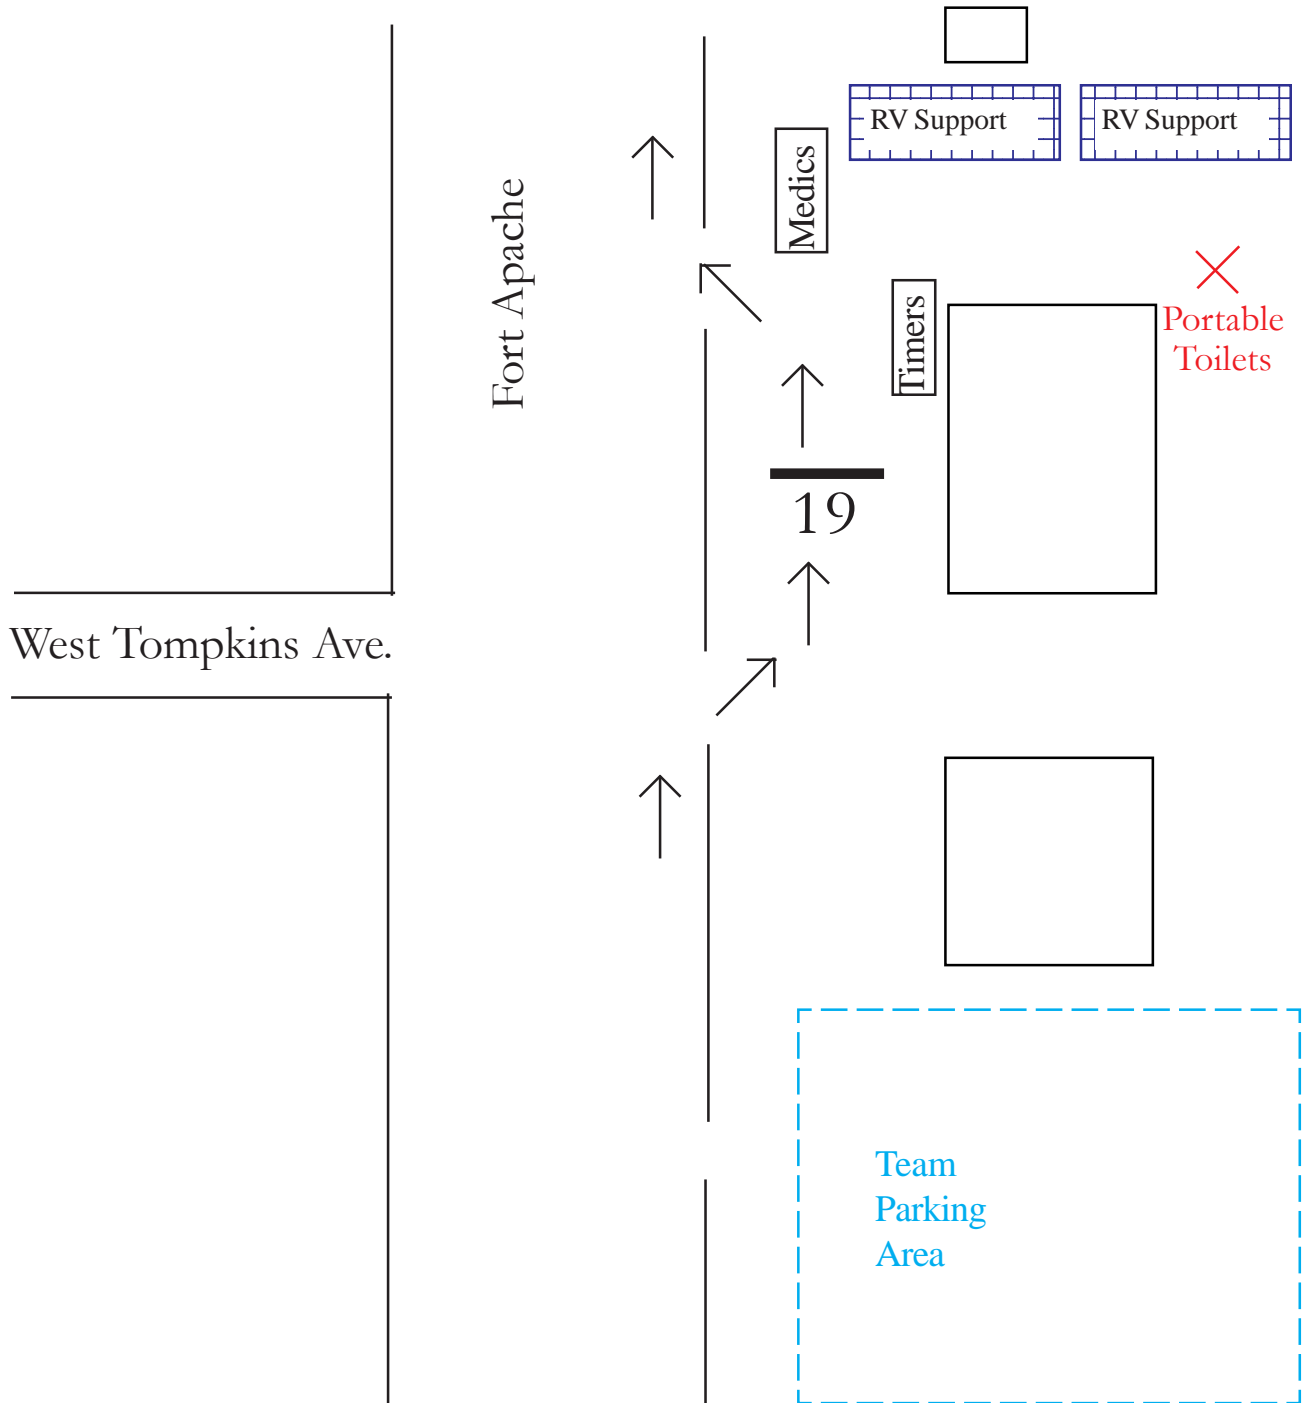 RV Support
RV Support
Medics
Fort Apache
Timers
Portable
Toilets
19
West Tompkins Ave.
Team
Parking
Area